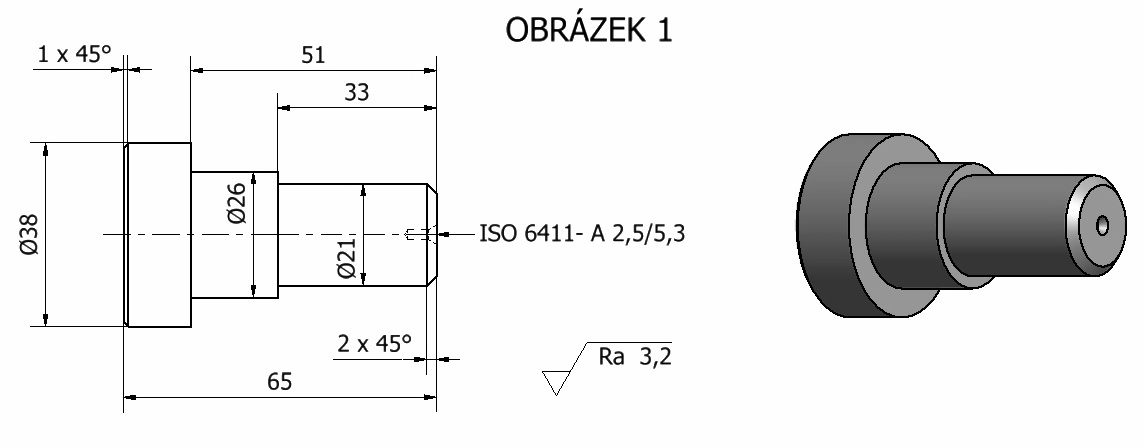 OBRÁZEK 1
1 x 45°
51
33
Ø38
Ø26
Ø21
ISO 6411- A 2,5/5,3
2 x 45°
Ra 3,2
65